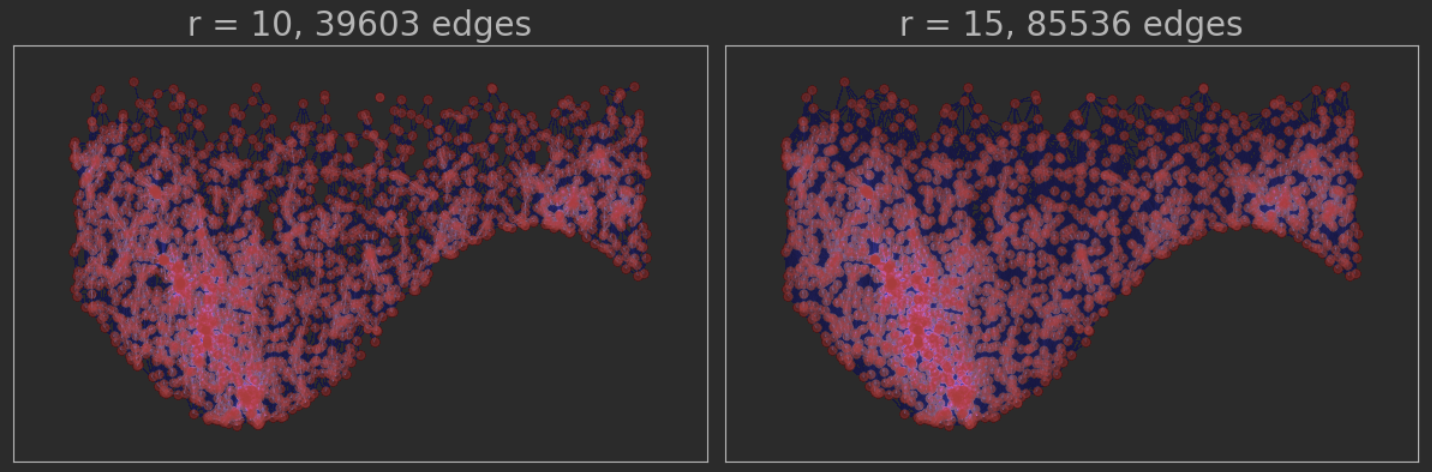 r = 10, 39603 edges
r = 15, 85536 edges